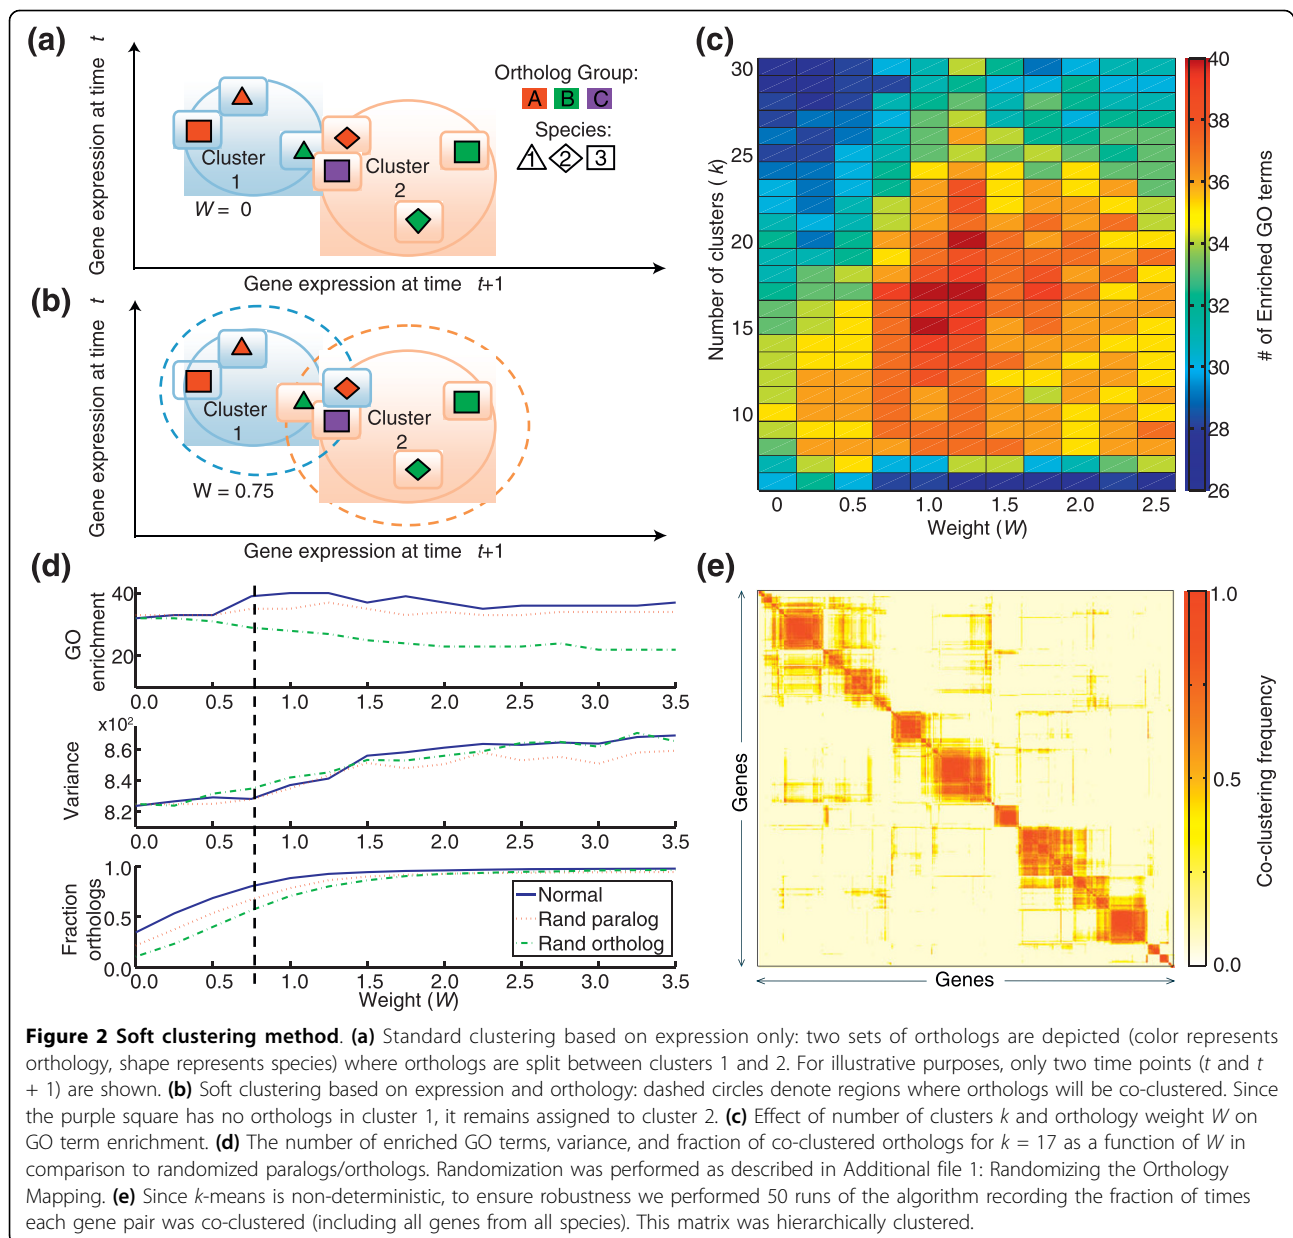 (a)
Gene expression at time t
Gene expression at time t+1
Cluster
1
Cluster
2
W = 0
Ortholog Group:
A B C
Species:
1 2 3
(b)
Gene expression at time t
Gene expression at time t+1
Cluster
1
Cluster
2
W = 0.75
(c)
Number of clusters ( k)
30
25
20
15
10
0 0.5 1.0 1.5 2.0 2.5
Weight (W)
40
38
36
34
32
30
28
26
# of Enriched GO terms
(d)
GO
enrichment
40
20
0.0 0.5 1.0 1.5 2.0 2.5 3.0 3.5
x10²
Variance
8.6
8.4
8.2
0.0 0.5 1.0 1.5 2.0 2.5 3.0 3.5
Fraction
orthologs
1.0
0.5
0.0
Normal
Rand paralog
Rand ortholog
0.0 0.5 1.0 1.5 2.0 2.5 3.0 3.5
Weight (W)
(e)
Genes
Genes
1.0
0.5
0.0
Co-clustering frequency
Figure 2 Soft clustering method. (a) Standard clustering based on expression only: two sets of orthologs are depicted (color represents
orthology, shape represents species) where orthologs are split between clusters 1 and 2. For illustrative purposes, only two time points (t and t
+ 1) are shown. (b) Soft clustering based on expression and orthology: dashed circles denote regions where orthologs will be co-clustered. Since
the purple square has no orthologs in cluster 1, it remains assigned to cluster 2. (c) Effect of number of clusters k and orthology weight W on
GO term enrichment. (d) The number of enriched GO terms, variance, and fraction of co-clustered orthologs for k = 17 as a function of W in
comparison to randomized paralogs/orthologs. Randomization was performed as described in Additional file 1: Randomizing the Orthology
Mapping. (e) Since k-means is non-deterministic, to ensure robustness we performed 50 runs of the algorithm recording the fraction of times
each gene pair was co-clustered (including all genes from all species). This matrix was hierarchically clustered.